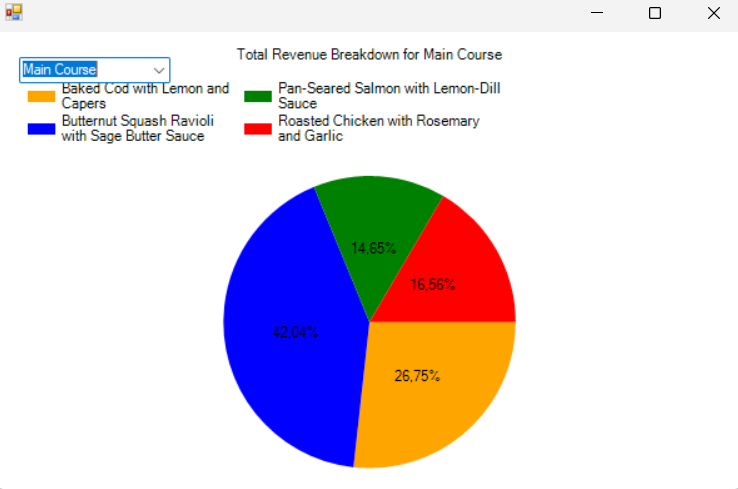 Total Revenue Breakdown for Main Course
Main Course
Baked Cod with Lemon and
Capers
Pan-Seared Salmon with Lemon-Dill
Sauce
Butternut Squash Ravioli
with Sage Butter Sauce
Roasted Chicken with Rosemary
and Garlic
14,65%
16,56%
42,04%
26,75%